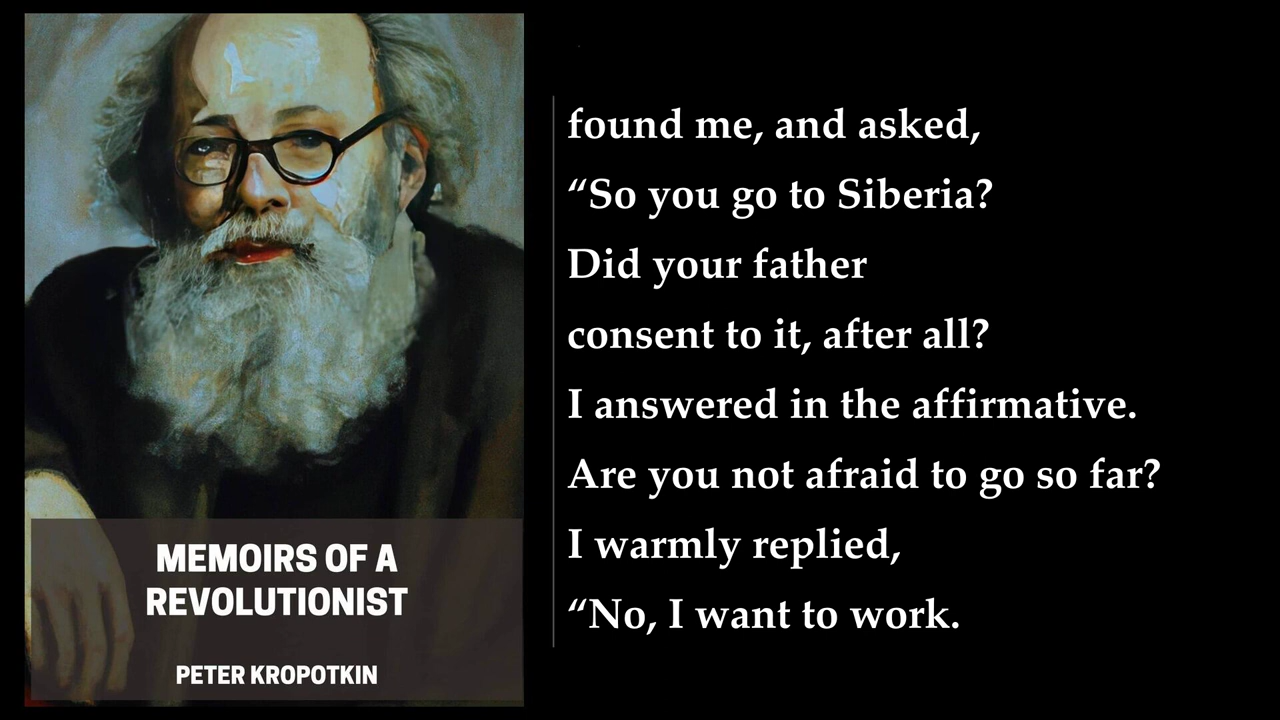 MEMOIRS OF A
REVOLUTIONIST
PETER KROPOTKIN
found me, and asked,
“So you go to Siberia?
Did your father
consent to it, after all?
I answered in the affirmative.
Are you not afraid to go so far?
I warmly replied,
“No, I want to work.